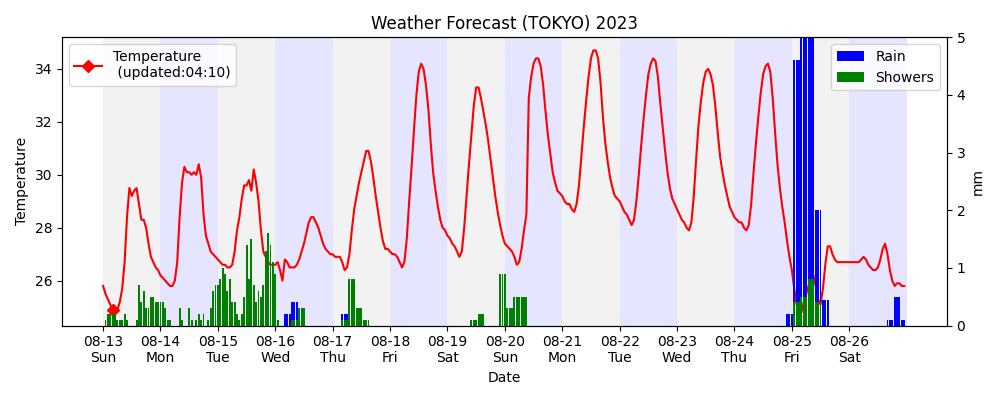 Weather Forecast (TOKYO) 2023
Temperature
(updated:04:10)
Rain
Showers
Temperature
34
32
30
28
26
5
4
3
2
1
0
mm
08-13 08-14 08-15 08-16 08-17 08-18 08-19 08-20 08-21 08-22 08-23 08-24 08-25 08-26
Sun Mon Tue Wed Thu Fri Sat Sun Mon Tue Wed Thu Fri Sat
Date